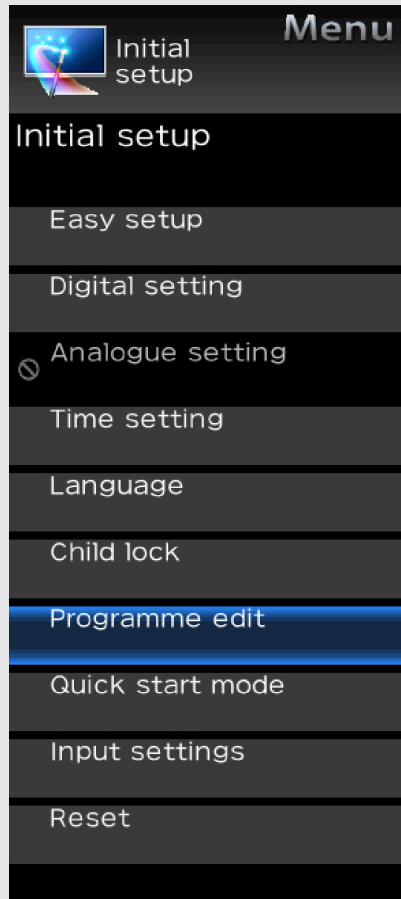 Menu
Initial
setup
Initial setup
Easy setup
Digital setting
Analogue setting
Time setting
Language
Child lock
Programme edit
Quick start mode
Input settings
Reset